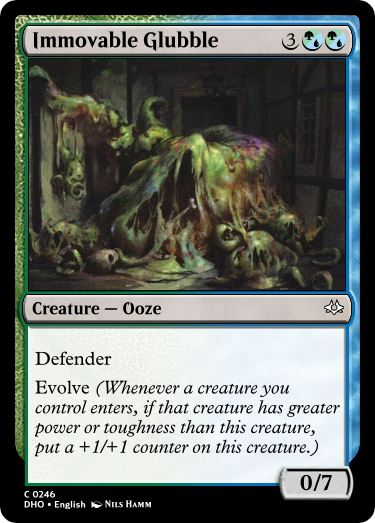 Immovable Glubble 3
Creature — Ooze
Defender
Evolve (Whenever a creature you
control enters, if that creature has greater
power or toughness than this creature,
put a +1/+1 counter on this creature.)
0/7
C 0246
DHO • English Nils Hamm